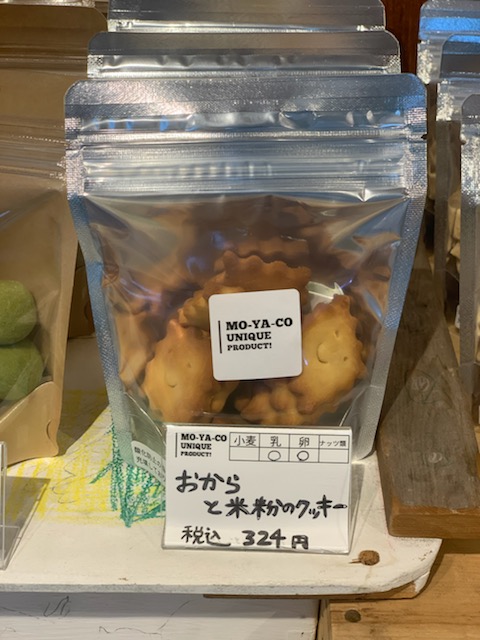 MO-YA-CO
UNIQUE
PRODUCT!
MO-YA-CO
UNIQUE
PRODUCT!
小麦 乳 卵 ナッツ類
○ ○
おから
と米粉のクッキー
税込 324円